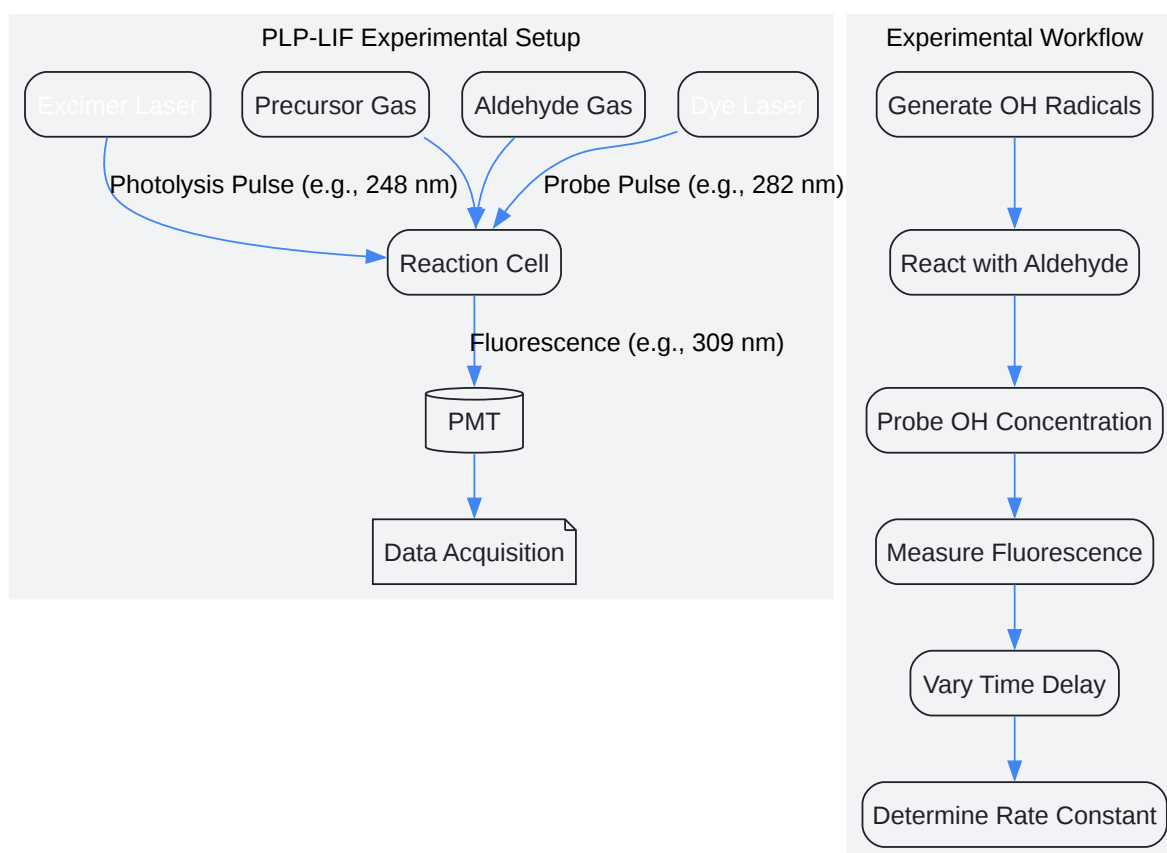 PLP-LIF Experimental Setup
Excimer Laser
Precursor Gas
Aldehyde Gas
Dye Laser
Photolysis Pulse (e.g., 248 nm)
Probe Pulse (e.g., 282 nm)
Reaction Cell
Fluorescence (e.g., 309 nm)
PMT
Data Acquisition
Experimental Workflow
Generate OH Radicals
React with Aldehyde
Probe OH Concentration
Measure Fluorescence
Vary Time Delay
Determine Rate Constant